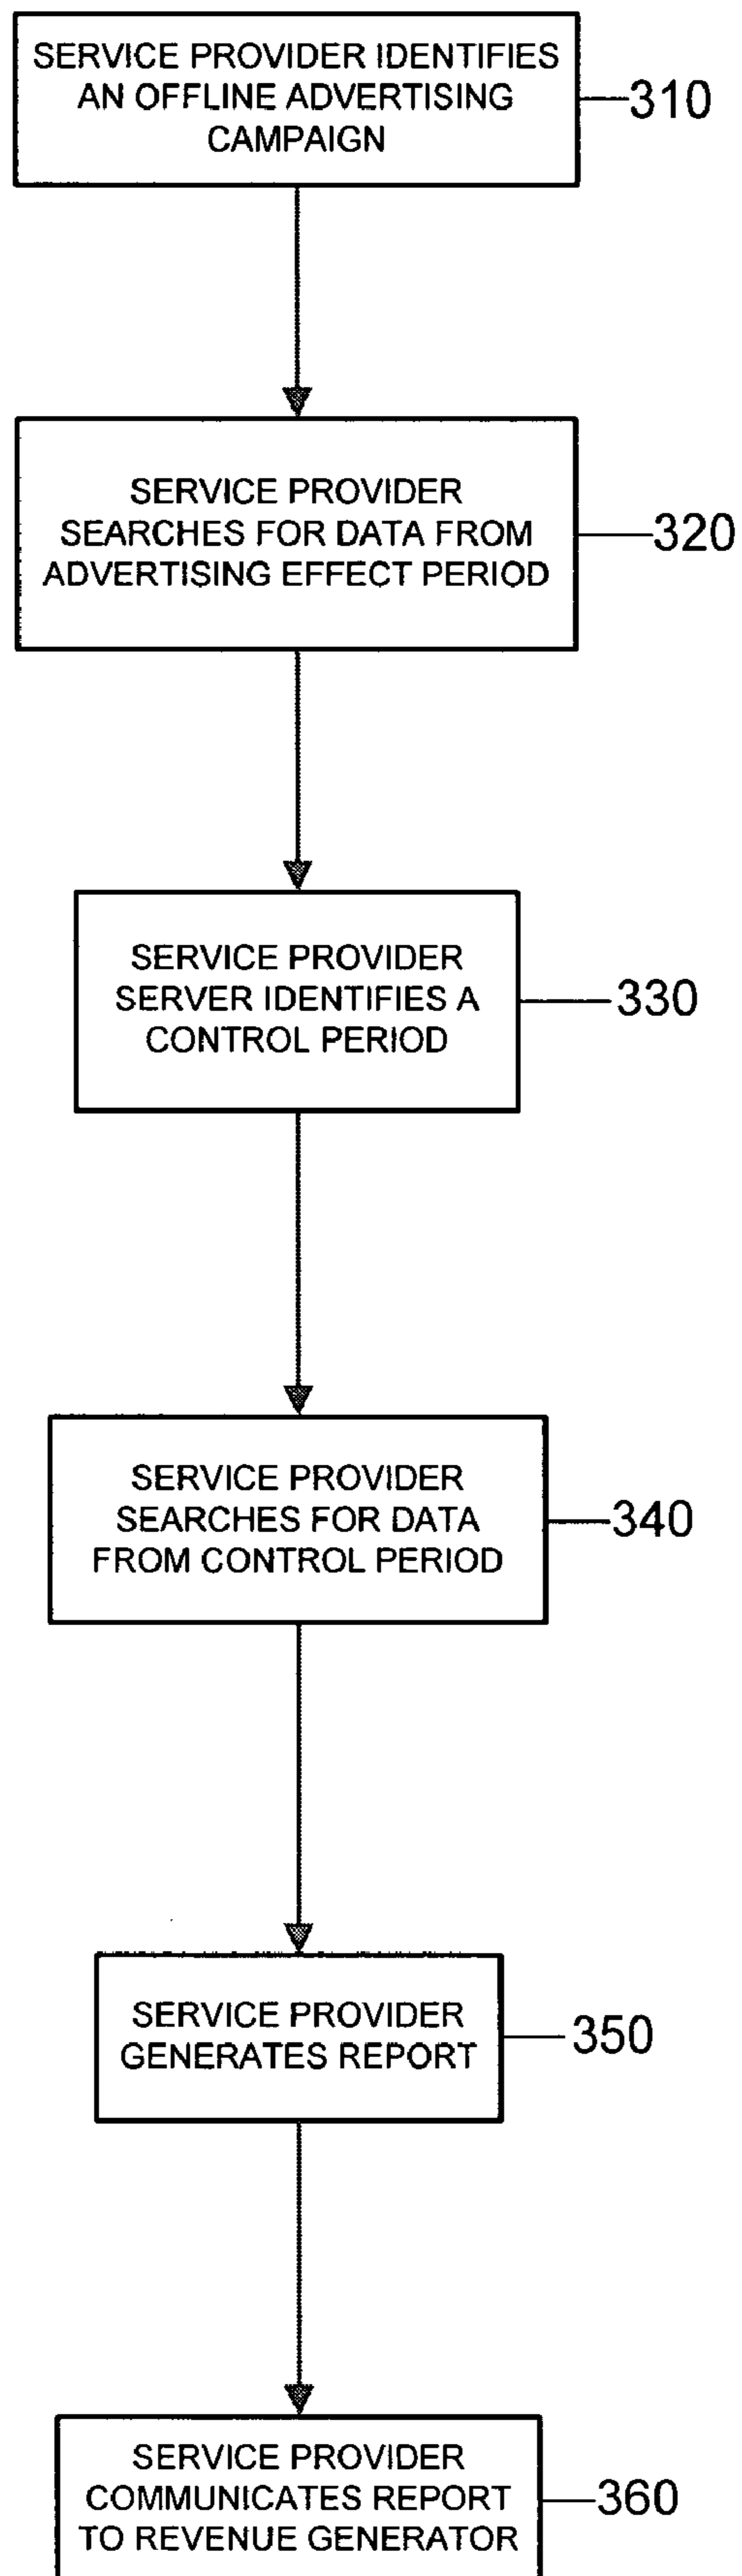 SERVICE PROVIDER IDENTIFIES
AN OFFLINE ADVERTISING
CAMPAIGN
310
SERVICE PROVIDER
SEARCHES FOR DATA FROM
ADVERTISING EFFECT PERIOD
320
SERVICE PROVIDER
SERVER IDENTIFIES A
CONTROL PERIOD
330
SERVICE PROVIDER
SEARCHES FOR DATA
FROM CONTROL PERIOD
340
SERVICE PROVIDER
GENERATES REPORT
350
SERVICE PROVIDER
COMMUNICATES REPORT
TO REVENUE GENERATOR
360